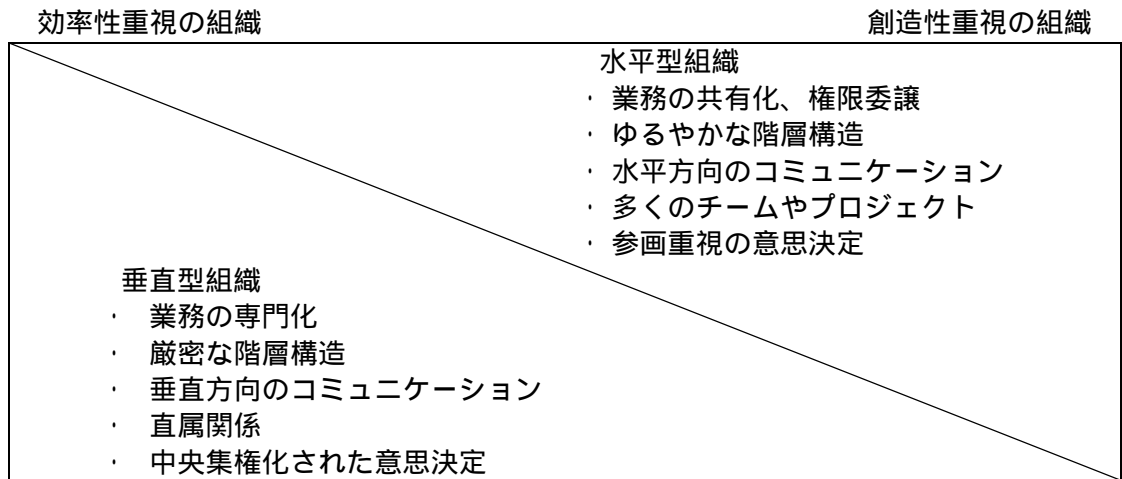 効率性重視の組織 創造性重視の組織
水平型組織
・ 業務の共有化、権限委譲
・ ゆるやかな階層構造
・ 水平方向のコミュニケーション
・ 多くのチームやプロジェクト
・ 参画重視の意思決定
垂直型組織
・ 業務の専門化
・ 厳密な階層構造
・ 垂直方向のコミュニケーション
・ 直属関係
・ 中央集権化された意思決定